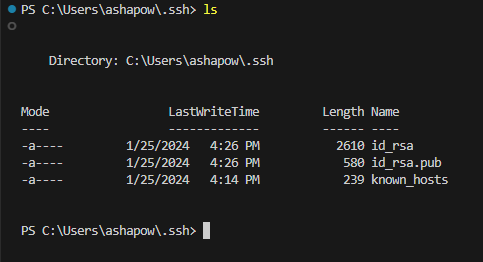 PS C:\Users\ashapow\.ssh> ls
Directory: C:\Users\ashapow\.ssh
Mode LastWriteTime Length Name
---- ------------- ------ ----
-a---- 1/25/2024 4:26 PM 2610 id_rsa
-a---- 1/25/2024 4:26 PM 580 id_rsa.pub
-a---- 1/25/2024 4:14 PM 239 known_hosts
PS C:\Users\ashapow\.ssh>